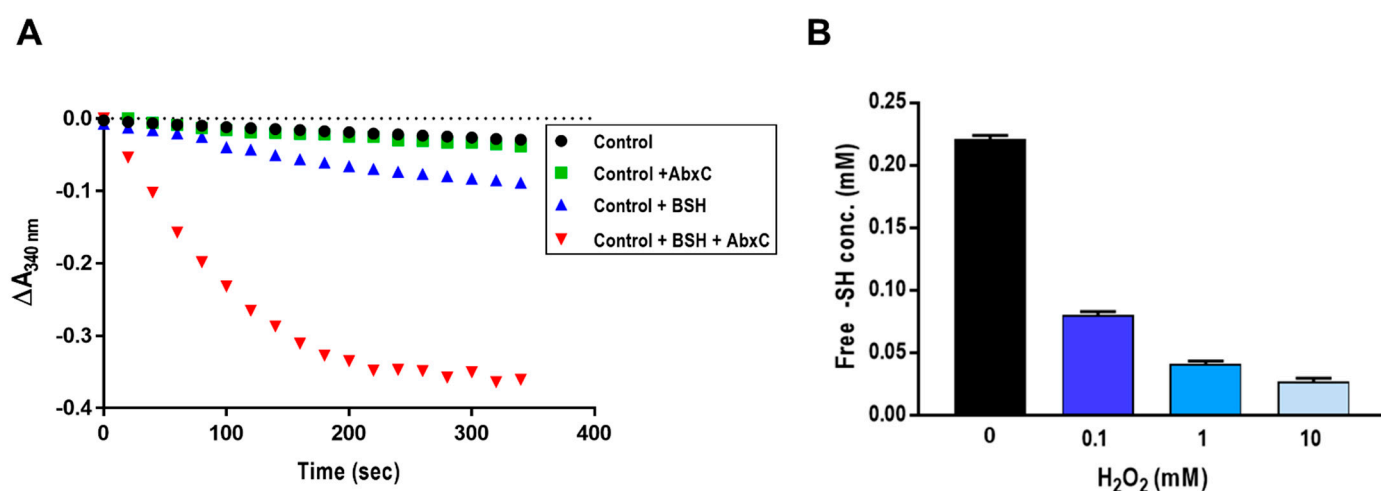 A
0.0
-0.1
-0.2
-0.3
-0.4
ΔA340 nm
0
100
200
300
400
Time (sec)
Control
Control +AbxC
Control + BSH
Control + BSH + AbxC
B
0.25
0.20
0.15
0.10
0.05
0.00
Free -SH conc. (mM)
0
0.1
1
10
H2O2 (mM)